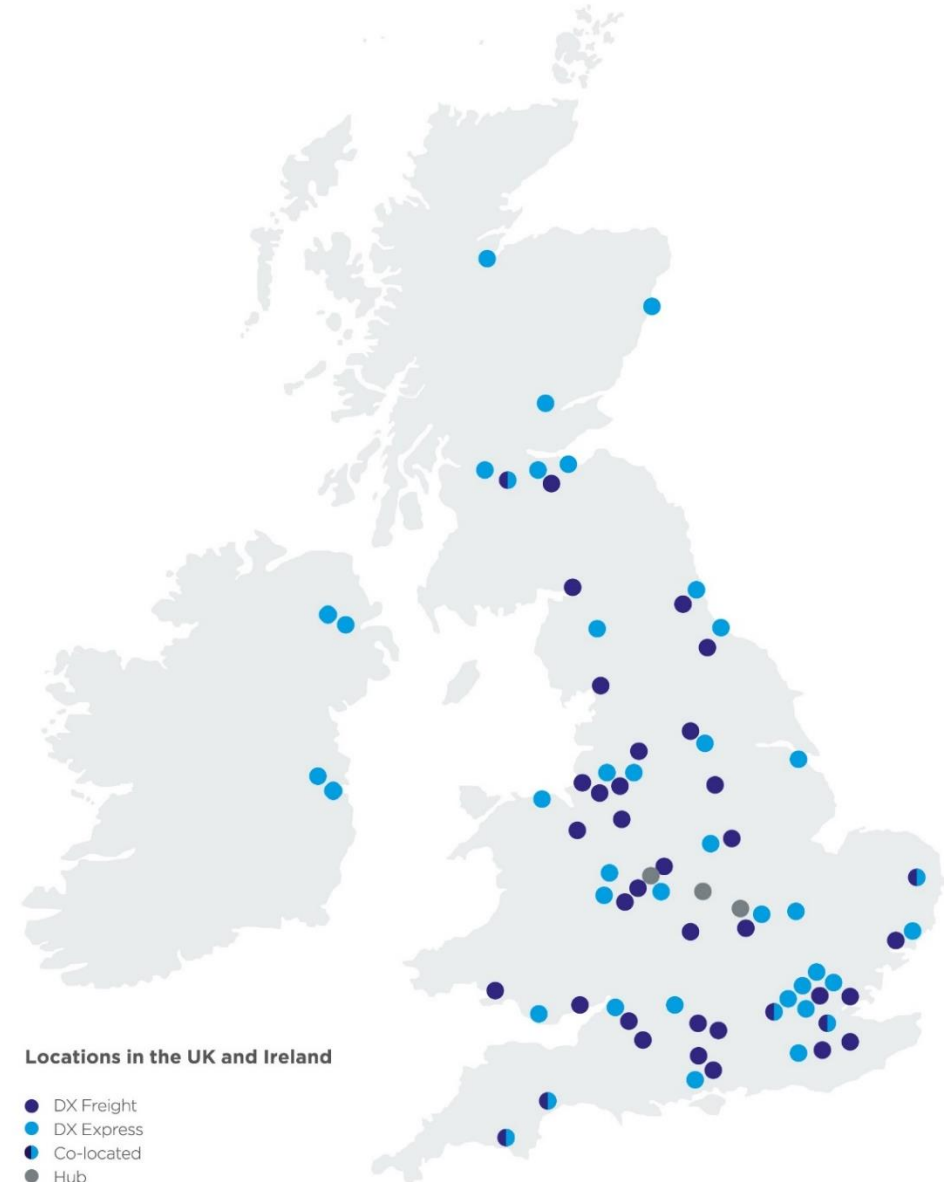 Locations in the UK and Ireland
DX Freight
DX Express
Co-located
Hub